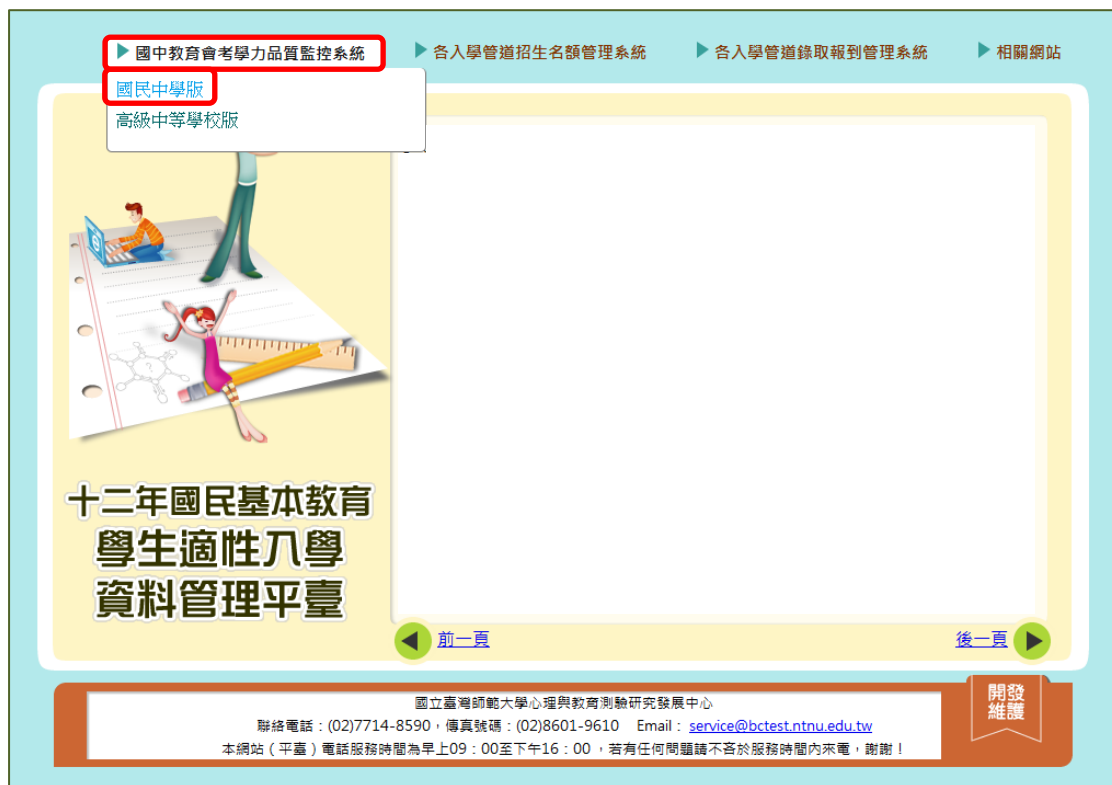 國中教育會考學力品質監控系統 各入學管道招生名額管理系統 各入學管道錄取報到管理系統 相關網站
國民中學版
高級中等學校版
十二年國民基本教育
學生適性入學
資料管理平臺
前一頁 後一頁
國立臺灣師範大學心理與教育測驗研究發展中心
聯絡電話：(02)7714-8590，傳真號碼：(02)8601-9610 Email： service@bctest.ntnu.edu.tw
本網站（平臺）電話服務時間為早上09：00至下午16：00 ，若有任何問題請不吝於服務時間內來電，謝謝！
開發
維護